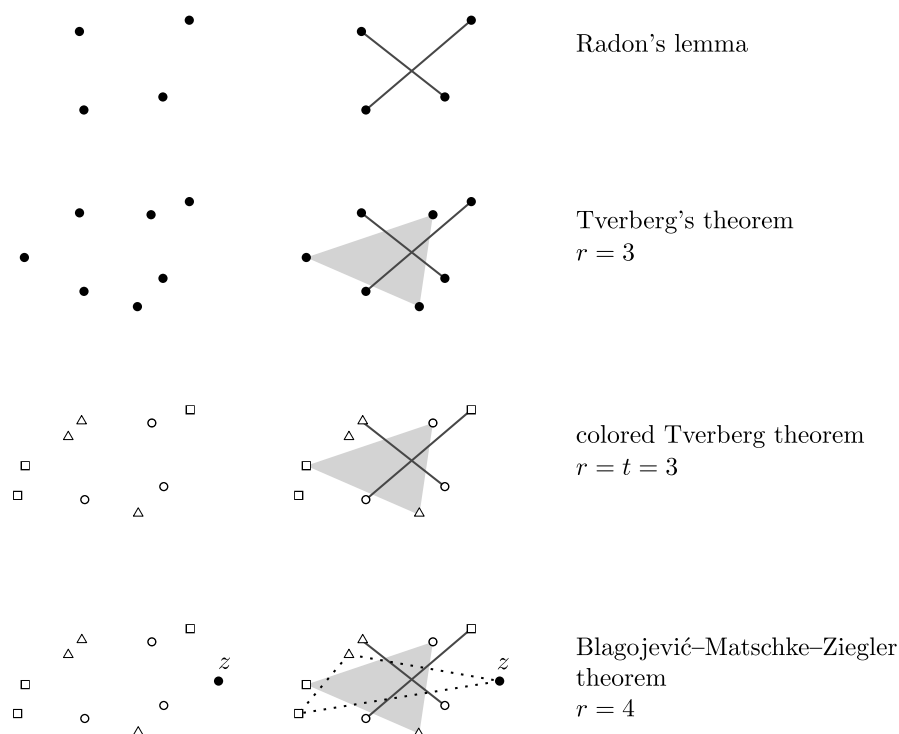 Radon's lemma
Tverberg's theorem
r = 3
colored Tverberg theorem
r = t = 3
z
z
Blagojević–Matschke–Ziegler
theorem
r = 4